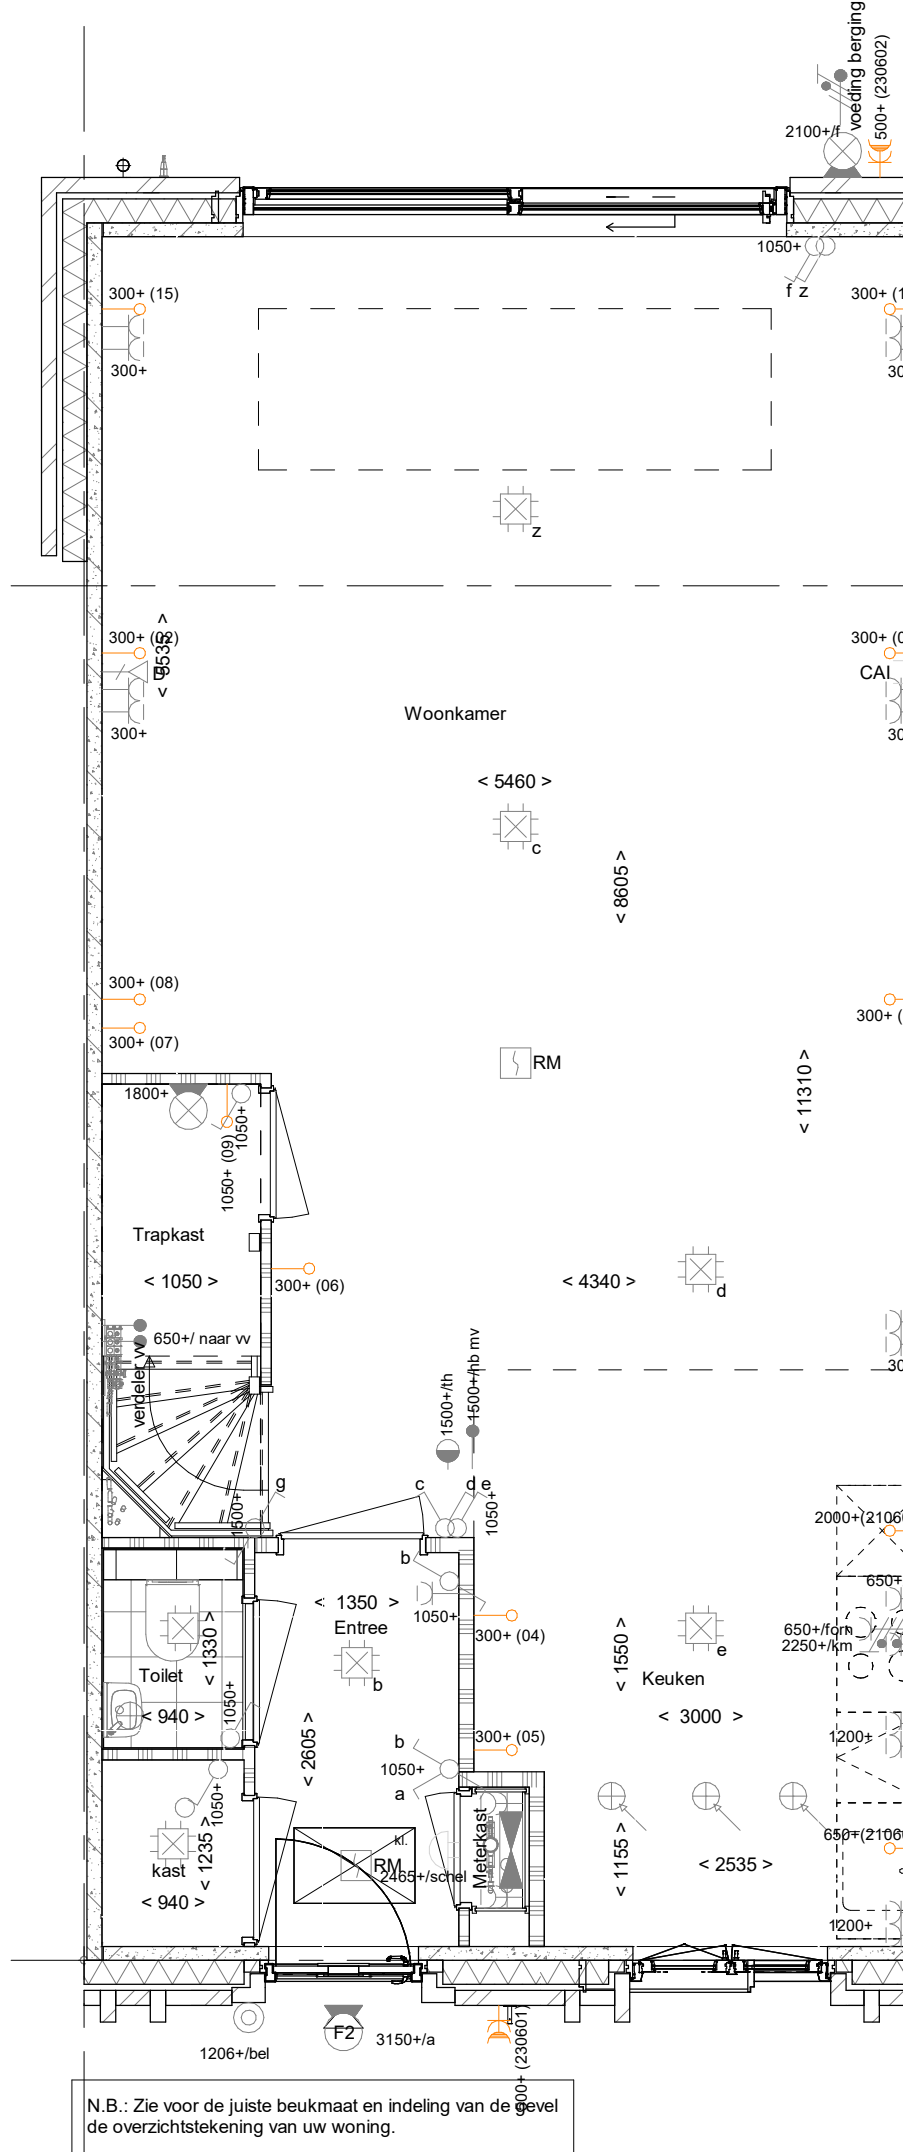 voeding berging
500+ (230602)
2100+/f
1050+
f z
300+ (15)
300+
z
300+ (02)
< 5535 >
D
300+
CAI
Woonkamer
< 5460 >
c
< 8605 >
300+ (08)
300+ (07)
RM
< 11310 >
1800+
1050+
1050+ (09)
Trapkast
< 1050 >
300+ (06)
< 4340 >
d
650+/ naar vv
verdeler vv
1500+/th
1500+/hb mv
g
c
d e
1050+
1500+
b
< 1350 >
1050+
Entree
300+ (04)
b
< 1330 >
Toilet
< 940 >
1050+
< 1550 >
e
Keuken
< 3000 >
650+
650+/forn
2250+/km
< 2605 >
b
300+ (05)
1050+
a
1200+
1050+
< 1235 >
kast
< 940 >
kl.
RM
2465+/schel
Meterkast
< 1155 >
< 2535 >
1200+
F2
3150+/a
1206+/bel
500+ (230601)
N.B.: Zie voor de juiste beukmaat en indeling van de gevel
de overzichtstekening van uw woning.